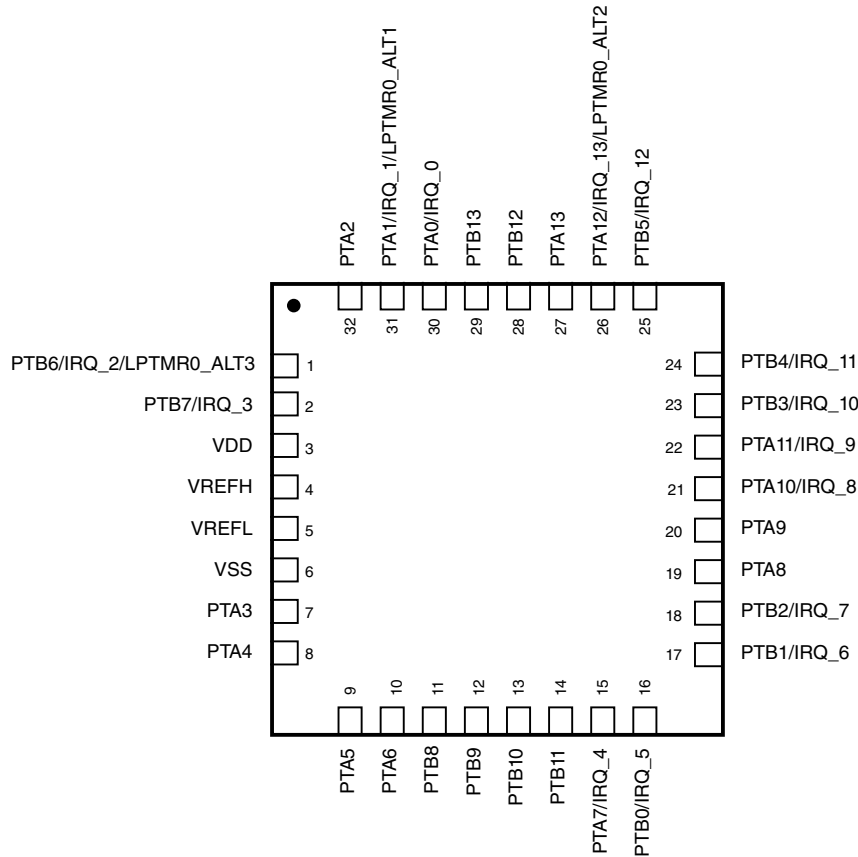 PTA2
PTA1/IRQ_1/LPTMR0_ALT1
PTA0/IRQ_0
PTB13
PTB12
PTA13
PTA12/IRQ_13/LPTMR0_ALT2
PTB5/IRQ_12
32
31
30
29
28
27
26
25
PTB6/IRQ_2/LPTMR0_ALT3 1
PTB7/IRQ_3 2
VDD 3
VREFH 4
VREFL 5
VSS 6
PTA3 7
PTA4 8
24 PTB4/IRQ_11
23 PTB3/IRQ_10
22 PTA11/IRQ_9
21 PTA10/IRQ_8
20 PTA9
19 PTA8
18 PTB2/IRQ_7
17 PTB1/IRQ_6
9
10
11
12
13
14
15
16
PTA5
PTA6
PTB8
PTB9
PTB10
PTB11
PTA7/IRQ_4
PTB0/IRQ_5